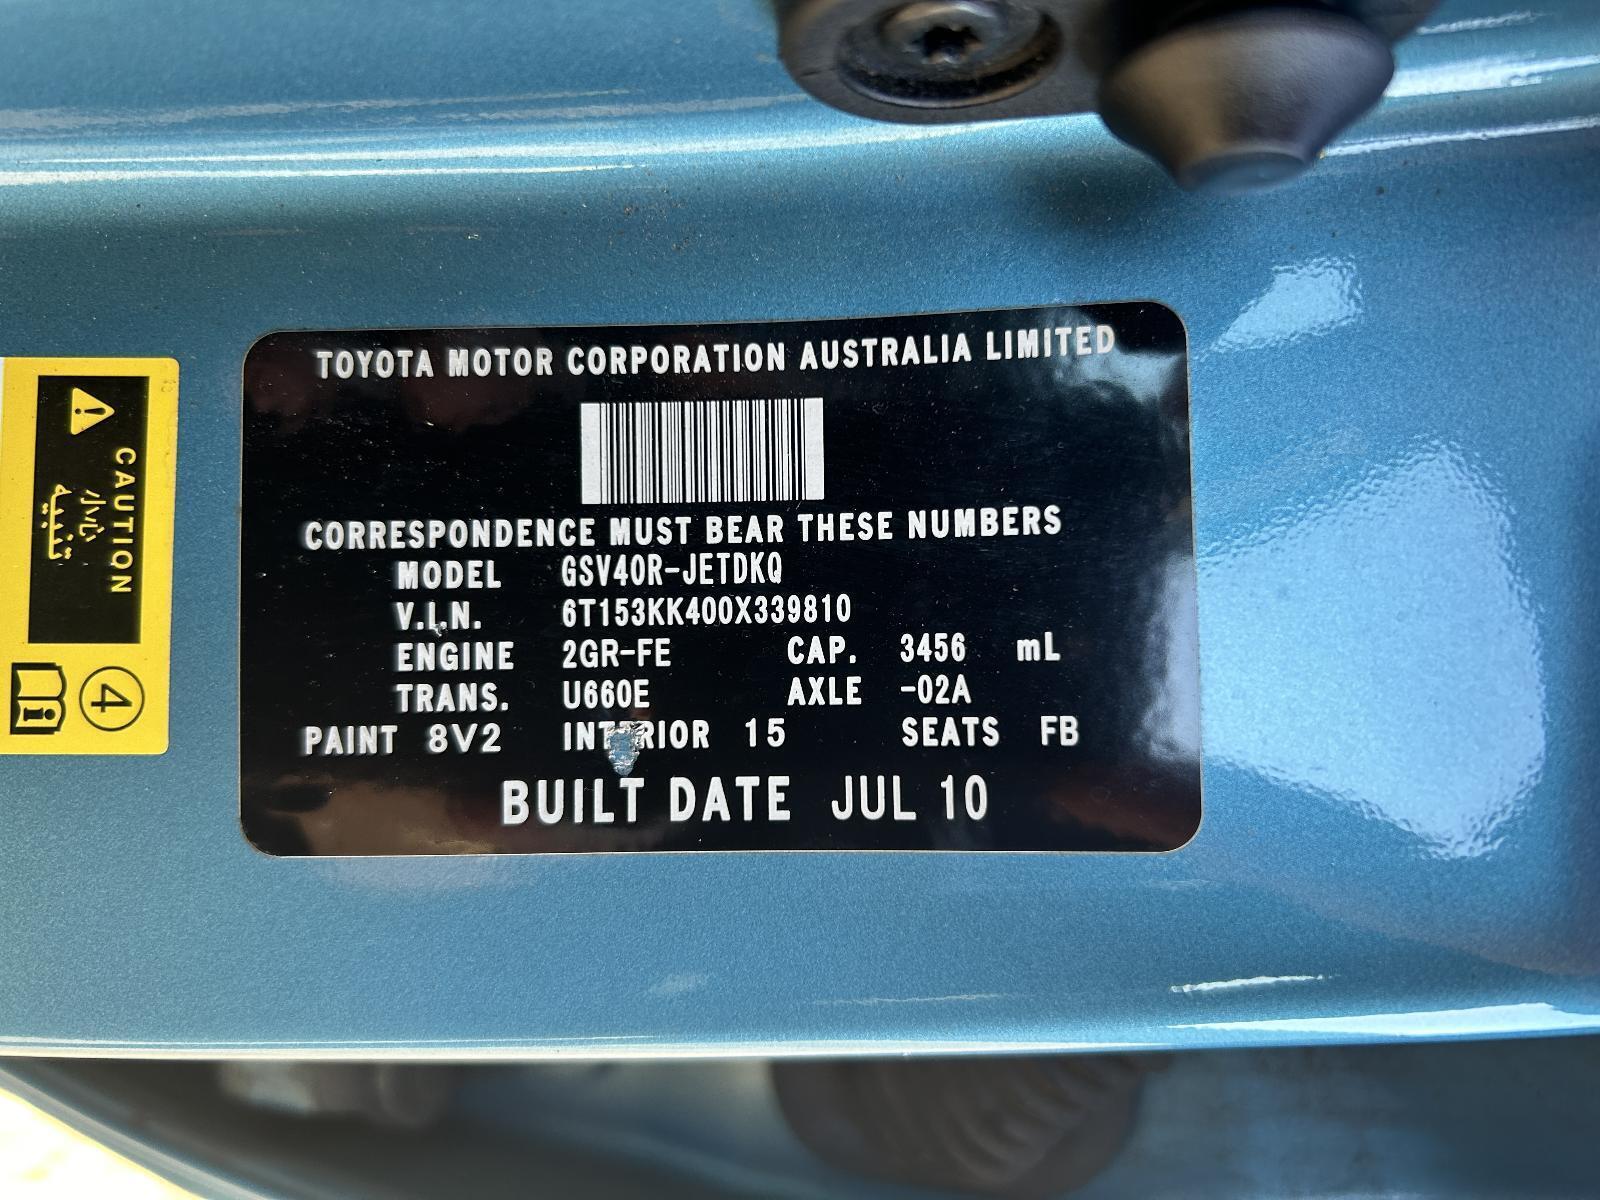 TOYOTA MOTOR CORPORATION AUSTRALIA LIMITED
CORRESPONDENCE MUST BEAR THESE NUMBERS
MODEL GSV40R-JETDKQ
V.I.N. 6T153KK400X339810
ENGINE 2GR-FE CAP. 3456 mL
TRANS. U660E AXLE -02A
PAINT 8V2 INTERIOR 15 SEATS FB
BUILT DATE JUL 10
CAUTION
تنبيه
4